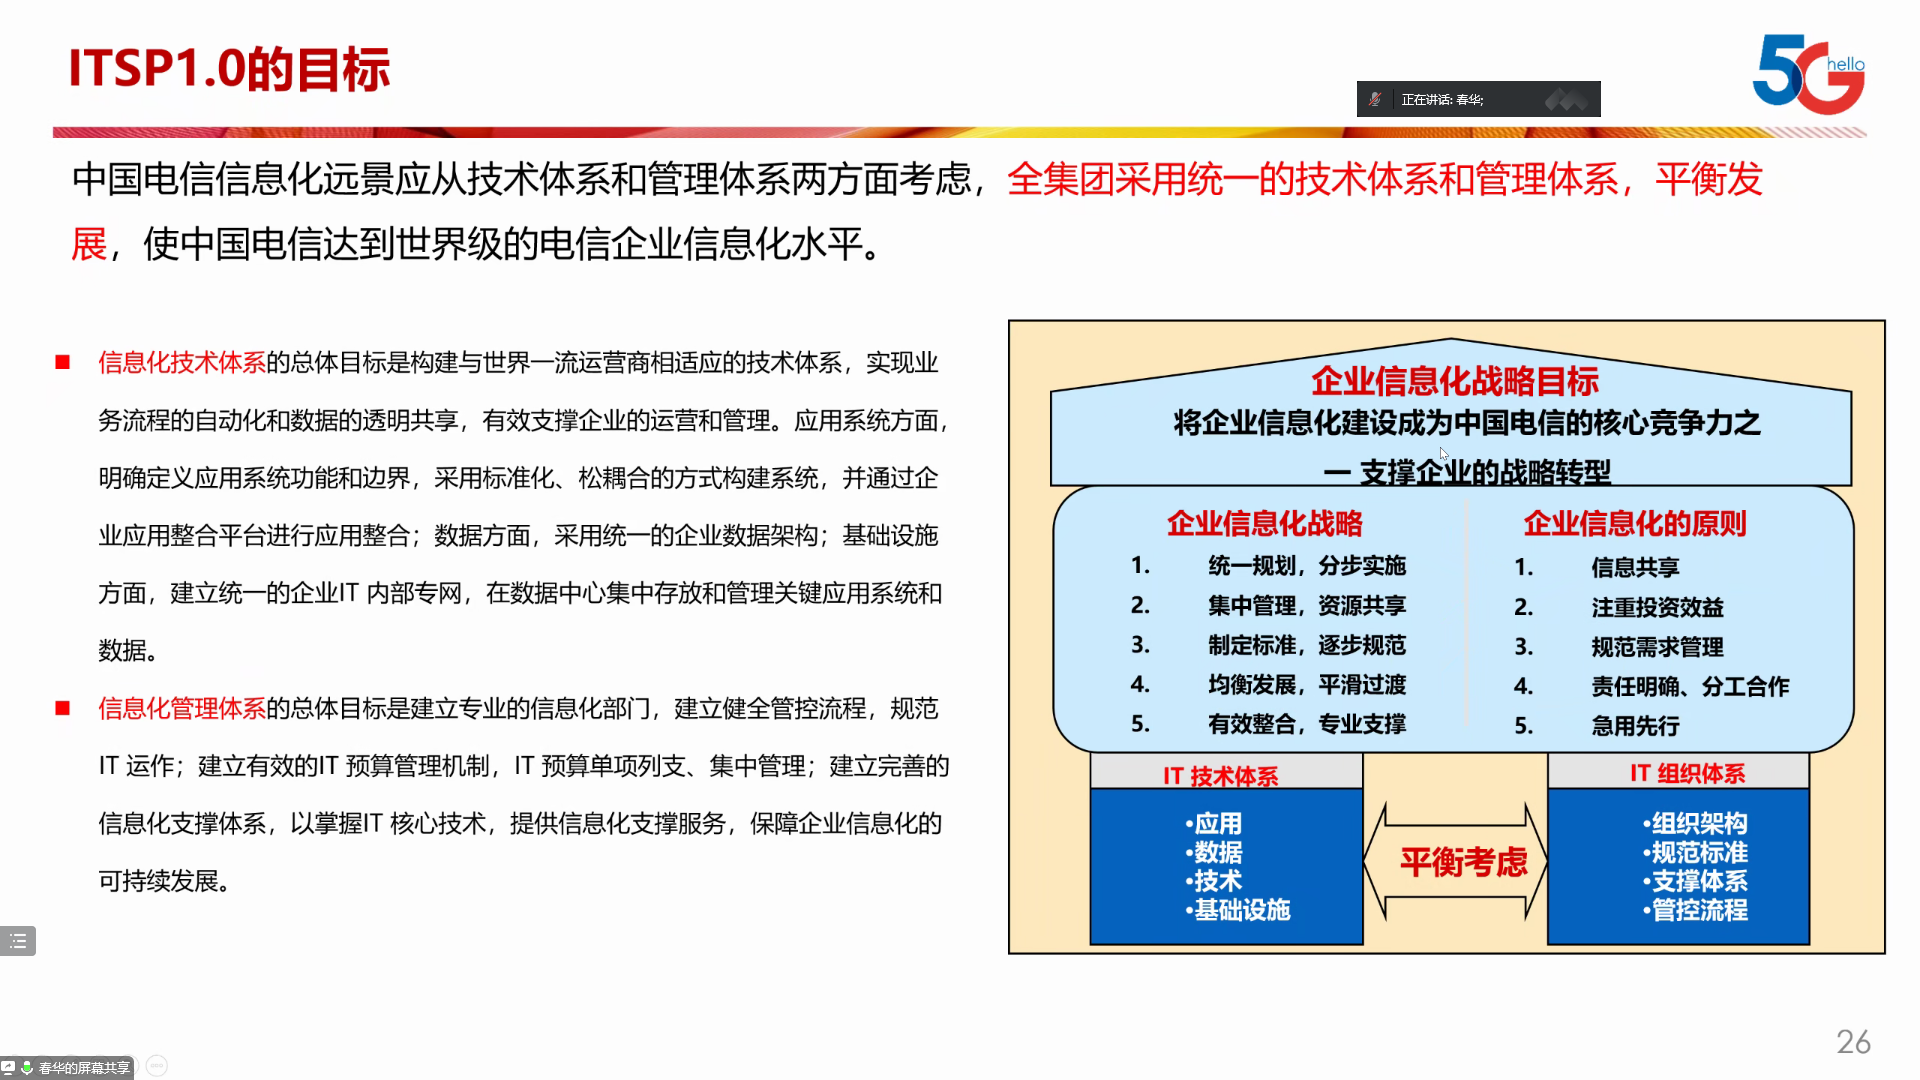 ITSP1.0的目标
5G
hello
正在讲话: 春华;
中国电信信息化远景应从技术体系和管理体系两方面考虑，全集团采用统一的技术体系和管理体系，平衡发
展，使中国电信达到世界级的电信企业信息化水平。
■ 信息化技术体系的总体目标是构建与世界一流运营商相适应的技术体系，实现业
务流程的自动化和数据的透明共享，有效支撑企业的运营和管理。应用系统方面，
明确定义应用系统功能和边界，采用标准化、松耦合的方式构建系统，并通过企
业应用整合平台进行应用整合；数据方面，采用统一的企业数据架构；基础设施
方面，建立统一的企业IT 内部专网，在数据中心集中存放和管理关键应用系统和
数据。
■ 信息化管理体系的总体目标是建立专业的信息化部门，建立健全管控流程，规范
IT 运作；建立有效的IT 预算管理机制，IT 预算单项列支、集中管理；建立完善的
信息化支撑体系，以掌握IT 核心技术，提供信息化支撑服务，保障企业信息化的
可持续发展。
企业信息化战略目标
将企业信息化建设成为中国电信的核心竞争力之
一 支撑企业的战略转型
企业信息化战略
1. 统一规划，分步实施
2. 集中管理，资源共享
3. 制定标准，逐步规范
4. 均衡发展，平滑过渡
5. 有效整合，专业支撑
企业信息化的原则
1. 信息共享
2. 注重投资效益
3. 规范需求管理
4. 责任明确、分工合作
5. 急用先行
IT 技术体系
•应用
•数据
•技术
•基础设施
平衡考虑
IT 组织体系
•组织架构
•规范标准
•支撑体系
•管控流程
26
春华的屏幕共享